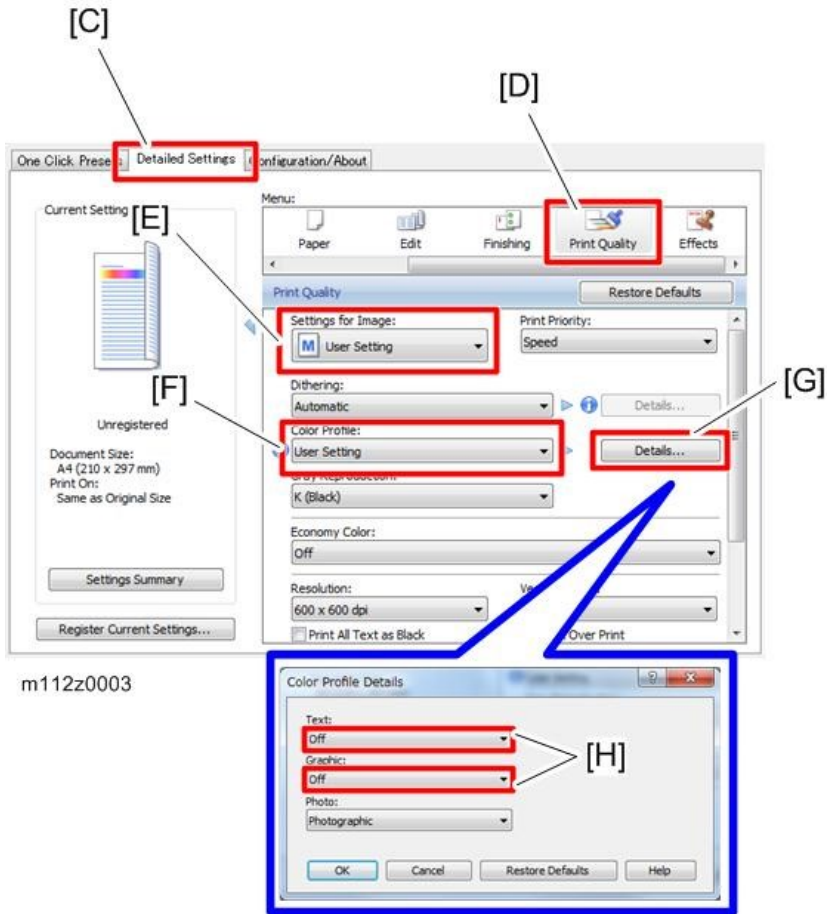 [C]
[D]
One Click Prese
Detailed Settings
onfiguration/About
Current Setting
[E]
Menu:
Paper
Edit
Finishing
Print Quality
Effects
Print Quality
Restore Defaults
Settings for Image:
Print Priority:
M User Setting
Speed
[F]
Dithering:
[G]
Automatic
Details...
Unregistered
Color Profile:
User Setting
Details...
Document Size:
A4 (210 x 297 mm)
Print On:
Same as Original Size
Gray Reproduction:
K (Black)
Economy Color:
Off
Settings Summary
Resolution:
Ve
600 x 600 dpi
Register Current Settings...
Print All Text as Black
Over Print
m112z0003
Color Profile Details
Text:
Off
[H]
Graphic:
Off
Photo:
Photographic
OK
Cancel
Restore Defaults
Help